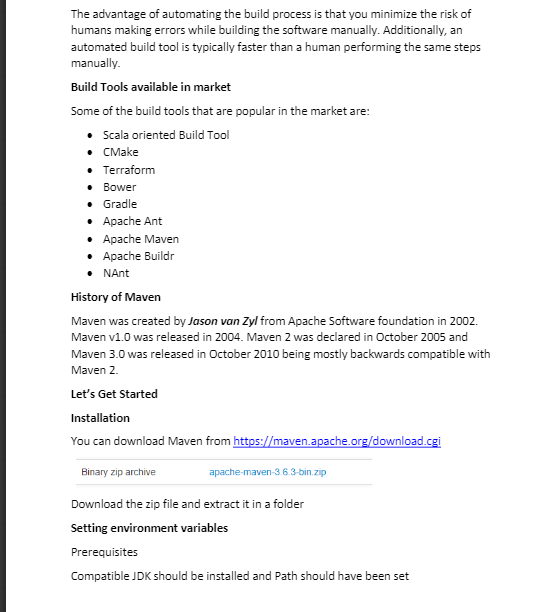 The advantage of automating the build process is that you minimize the risk of
humans making errors while building the software manually. Additionally, an
automated build tool is typically faster than a human performing the same steps
manually.
Build Tools available in market
Some of the build tools that are popular in the market are:
• Scala oriented Build Tool
• CMake
• Terraform
• Bower
• Gradle
• Apache Ant
• Apache Maven
• Apache Buildr
• NAnt
History of Maven
Maven was created by Jason van Zyl from Apache Software foundation in 2002.
Maven v1.0 was released in 2004. Maven 2 was declared in October 2005 and
Maven 3.0 was released in October 2010 being mostly backwards compatible with
Maven 2.
Let's Get Started
Installation
You can download Maven from https://maven.apache.org/download.cgi
Binary zip archive apache-maven-3.6.3-bin.zip
Download the zip file and extract it in a folder
Setting environment variables
Prerequisites
Compatible JDK should be installed and Path should have been set